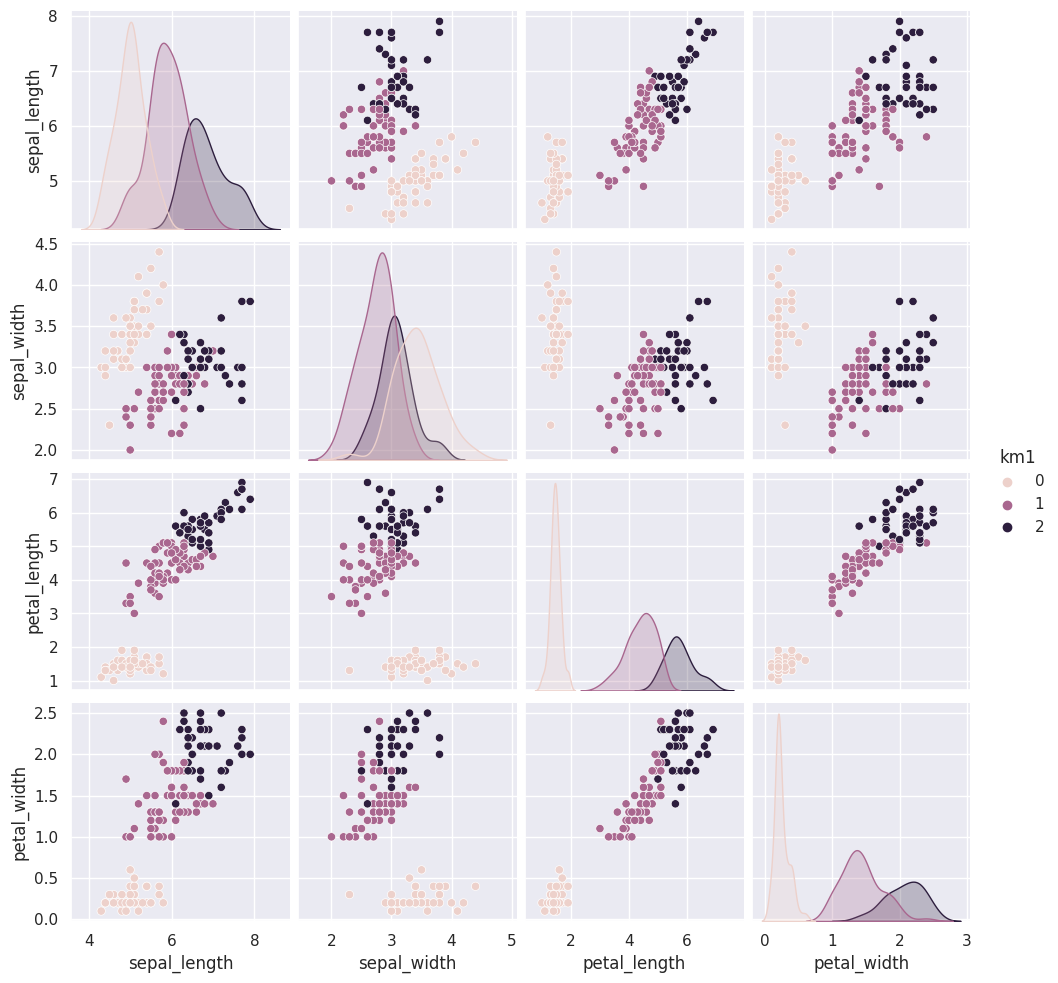 8
7
6
5
sepal_length
4.5
4.0
3.5
3.0
2.5
2.0
sepal_width
7
6
5
4
3
2
1
petal_length
2.5
2.0
1.5
1.0
0.5
0.0
petal_width
4 6 8
sepal_length
2 3 4 5
sepal_width
2 4 6
petal_length
0 1 2 3
petal_width
km1
0
1
2